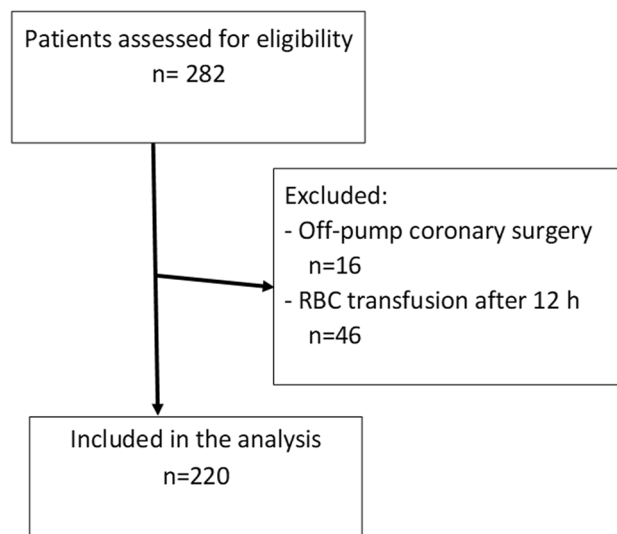 Patients assessed for eligibility
n= 282
Excluded:
- Off-pump coronary surgery
n=16
- RBC transfusion after 12 h
n=46
Included in the analysis
n=220